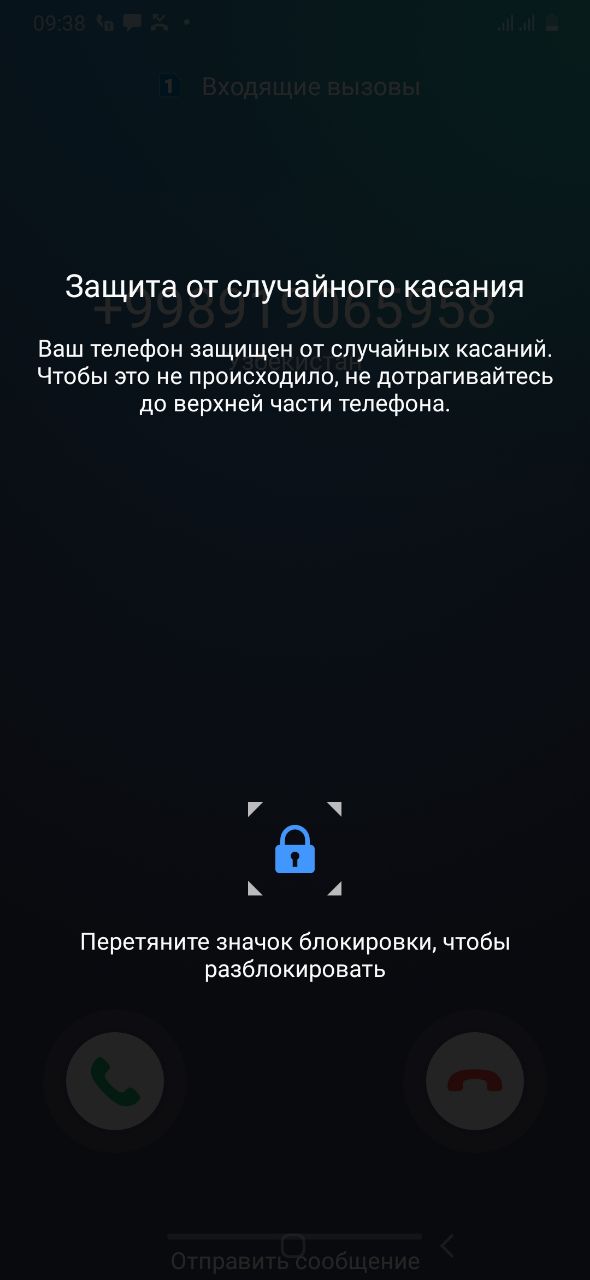 09:38
1 Входящие вызовы
Защита от случайного касания
+998919065958
Ваш телефон защищен от случайных касаний.
Узбекистан
Чтобы это не происходило, не дотрагивайтесь
до верхней части телефона.
Перетяните значок блокировки, чтобы
разблокировать
Отправить сообщение